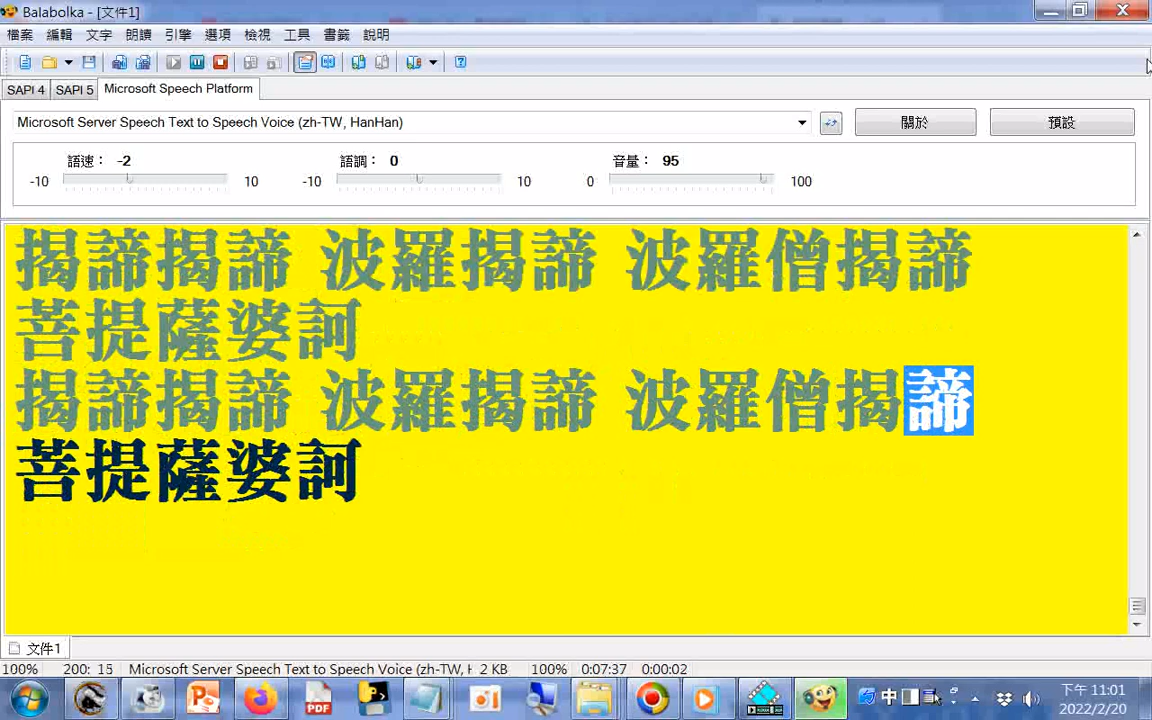 Balabolka - [文件1]
檔案 編輯 文字 朗讀 引擎 選項 檢視 工具 書籤 說明
SAPI 4 SAPI 5 Microsoft Speech Platform
Microsoft Server Speech Text to Speech Voice (zh-TW, HanHan) 關於 預設
語速： -2 語調： 0 音量： 95
-10 10 -10 10 0 100
揭諦揭諦 波羅揭諦 波羅僧揭諦
菩提薩婆訶
揭諦揭諦 波羅揭諦 波羅僧揭諦
菩提薩婆訶
文件1
100% 200: 15 Microsoft Server Speech Text to Speech Voice (zh-TW, H 2 KB 100% 0:07:37 0:00:02
PDF
中
下午 11:01
2022/2/20